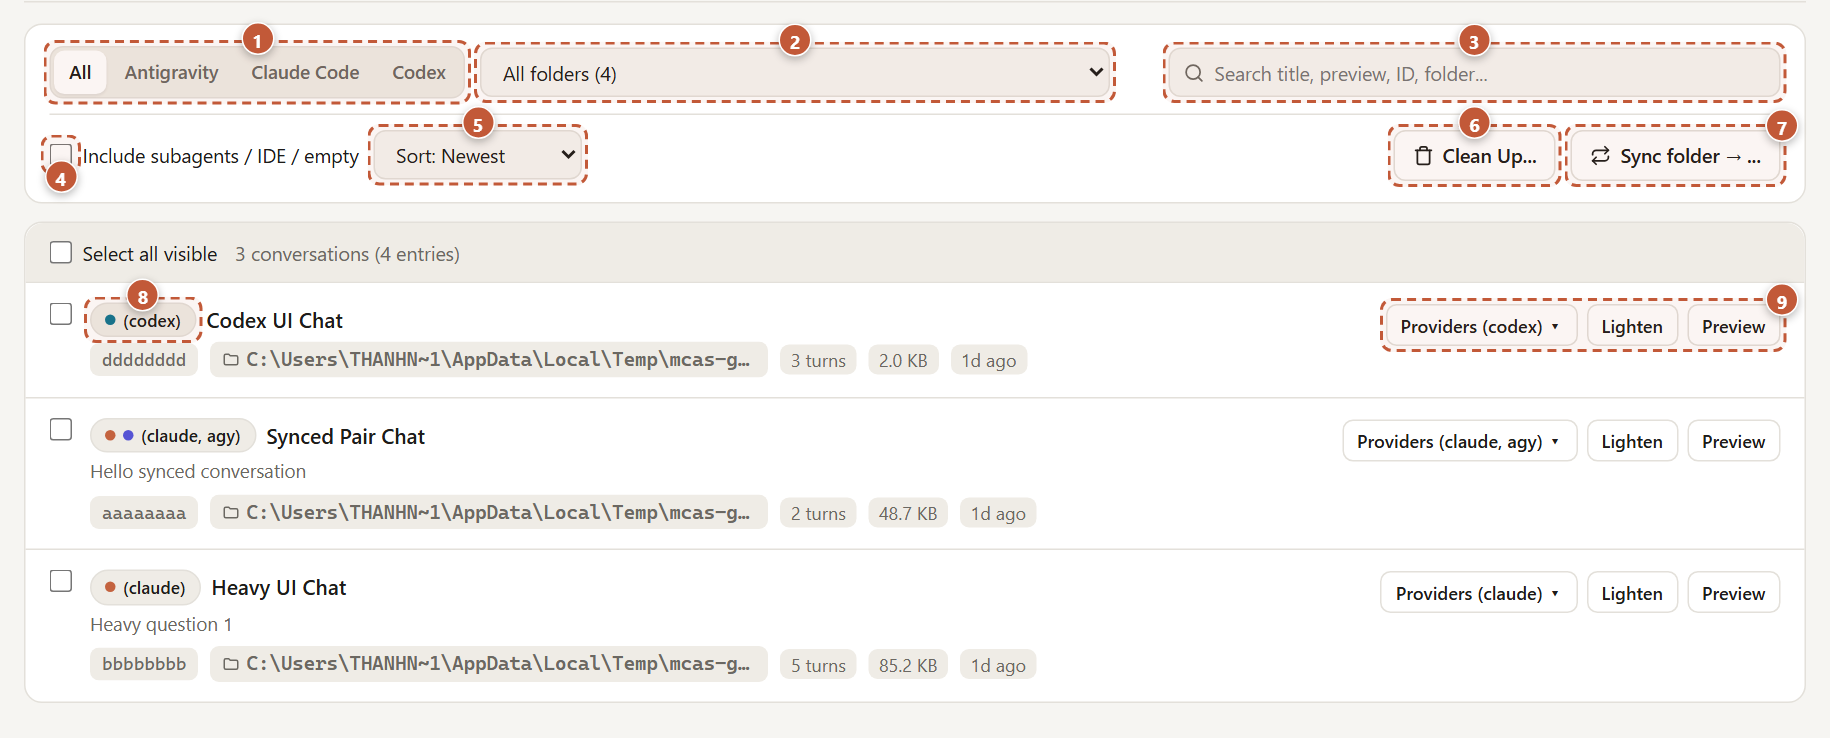 1
2
3
All Antigravity Claude Code Codex
All folders (4)
Search title, preview, ID, folder...
4
Include subagents / IDE / empty
5
Sort: Newest
6
Clean Up...
7
Sync folder → ...
Select all visible 3 conversations (4 entries)
8
(codex) Codex UI Chat
9
Providers (codex) ▾ Lighten Preview
dddddddd C:\Users\THANHN~1\AppData\Local\Temp\mcas-g… 3 turns 2.0 KB 1d ago
(claude, agy) Synced Pair Chat
Providers (claude, agy) ▾ Lighten Preview
Hello synced conversation
aaaaaaaa C:\Users\THANHN~1\AppData\Local\Temp\mcas-g… 2 turns 48.7 KB 1d ago
(claude) Heavy UI Chat
Providers (claude) ▾ Lighten Preview
Heavy question 1
bbbbbbbb C:\Users\THANHN~1\AppData\Local\Temp\mcas-g… 5 turns 85.2 KB 1d ago